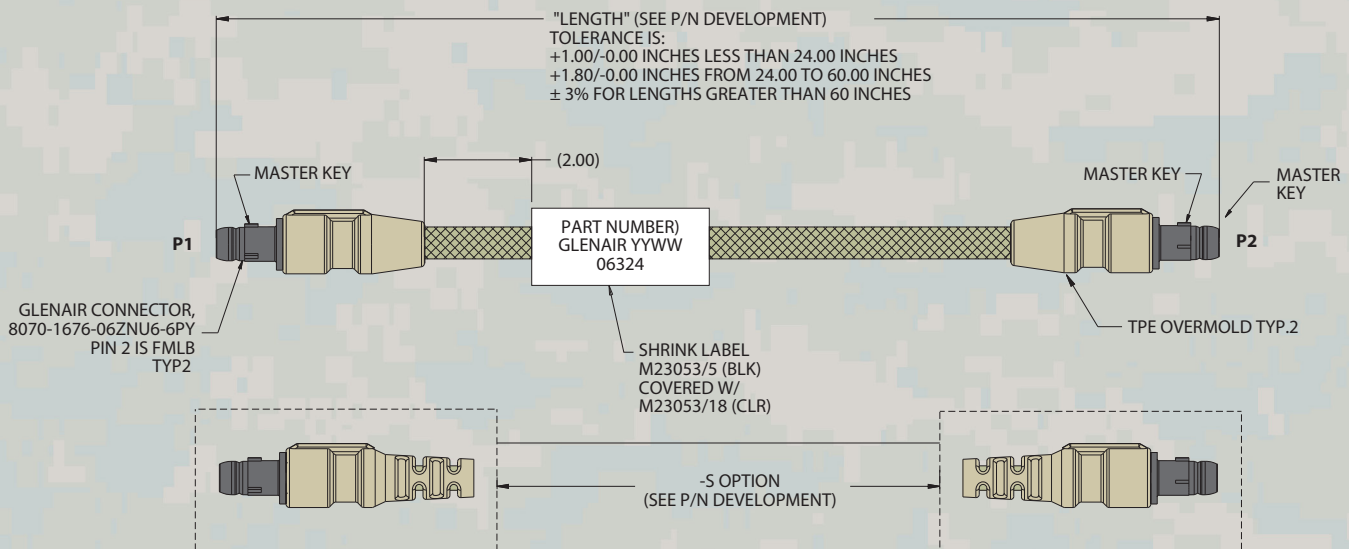 "LENGTH" (SEE P/N DEVELOPMENT)
TOLERANCE IS:
+1.00/-0.00 INCHES LESS THAN 24.00 INCHES
+1.80/-0.00 INCHES FROM 24.00 TO 60.00 INCHES
± 3% FOR LENGTHS GREATER THAN 60 INCHES
(2.00)
MASTER KEY
MASTER KEY
MASTER
KEY
P1
PART NUMBER)
GLENAIR YYWW
06324
P2
GLENAIR CONNECTOR,
8070-1676-06ZNU6-6PY
PIN 2 IS FMLB
TYP2
TPE OVERMOLD TYP.2
SHRINK LABEL
M23053/5 (BLK)
COVERED W/
M23053/18 (CLR)
-S OPTION
(SEE P/N DEVELOPMENT)